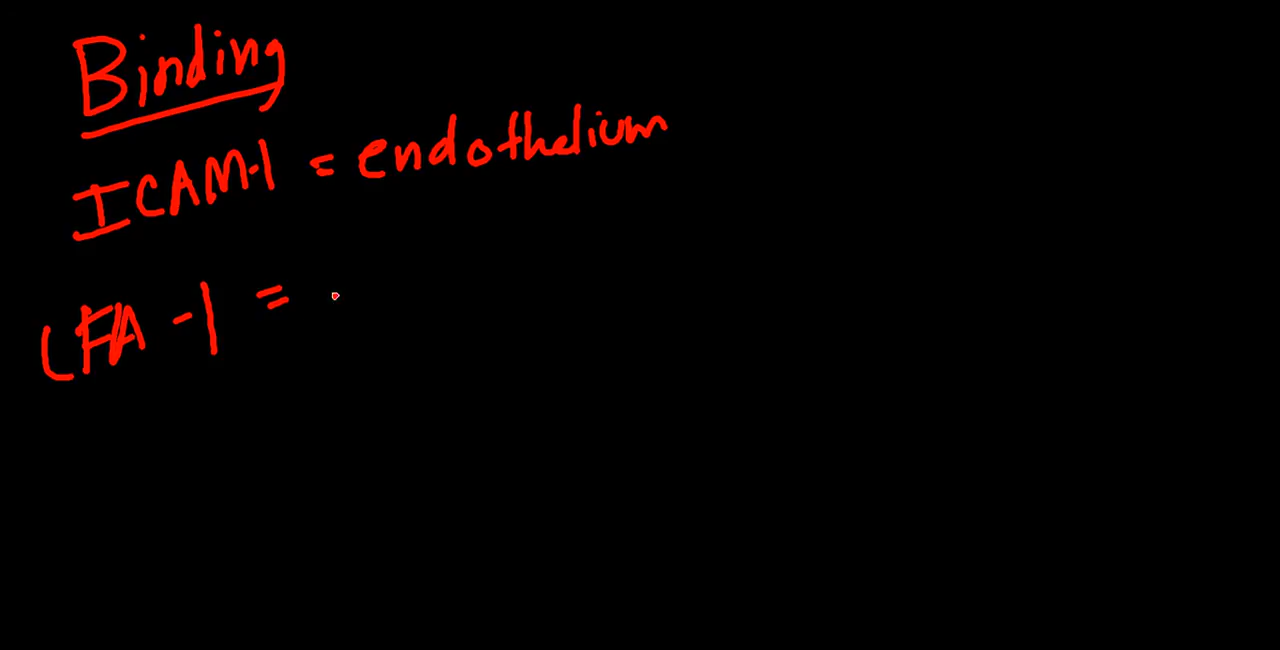 Binding
ICAM-1 = endothelium
LFA-1 =